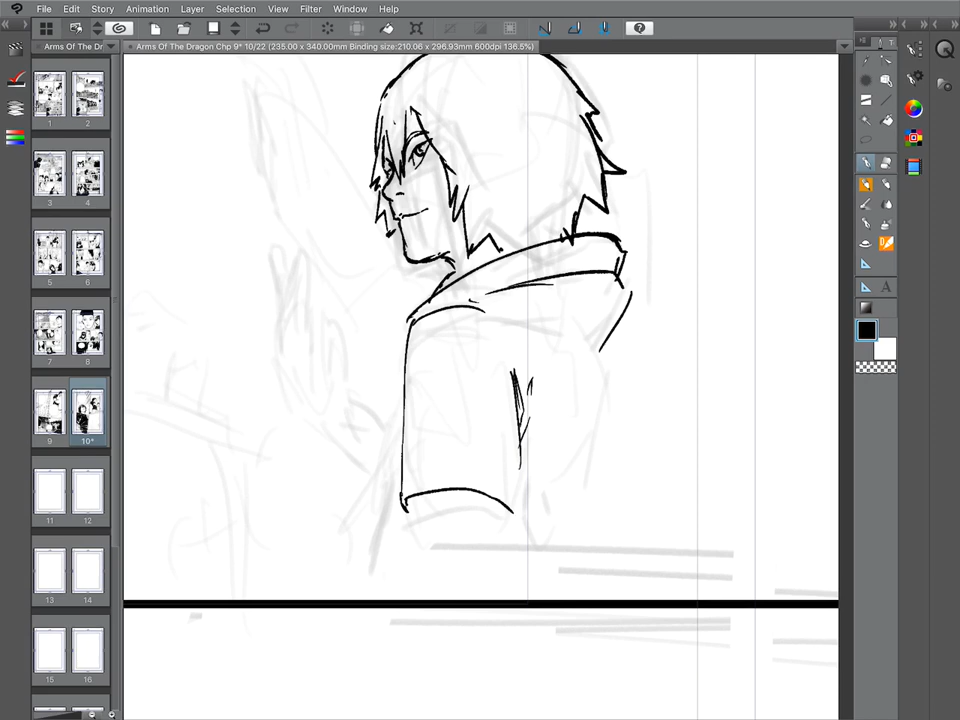 File Edit Story Animation Layer Selection View Filter Window Help
Arms Of The Dr
Arms Of The Dragon Chp 9* 10/22 (235.00 x 340.00mm Binding size:210.06 x 296.93mm 600dpi 136.5%)
1 2
3 4
5 6
7 8
9 10*
11 12
13 14
15 16
T
A